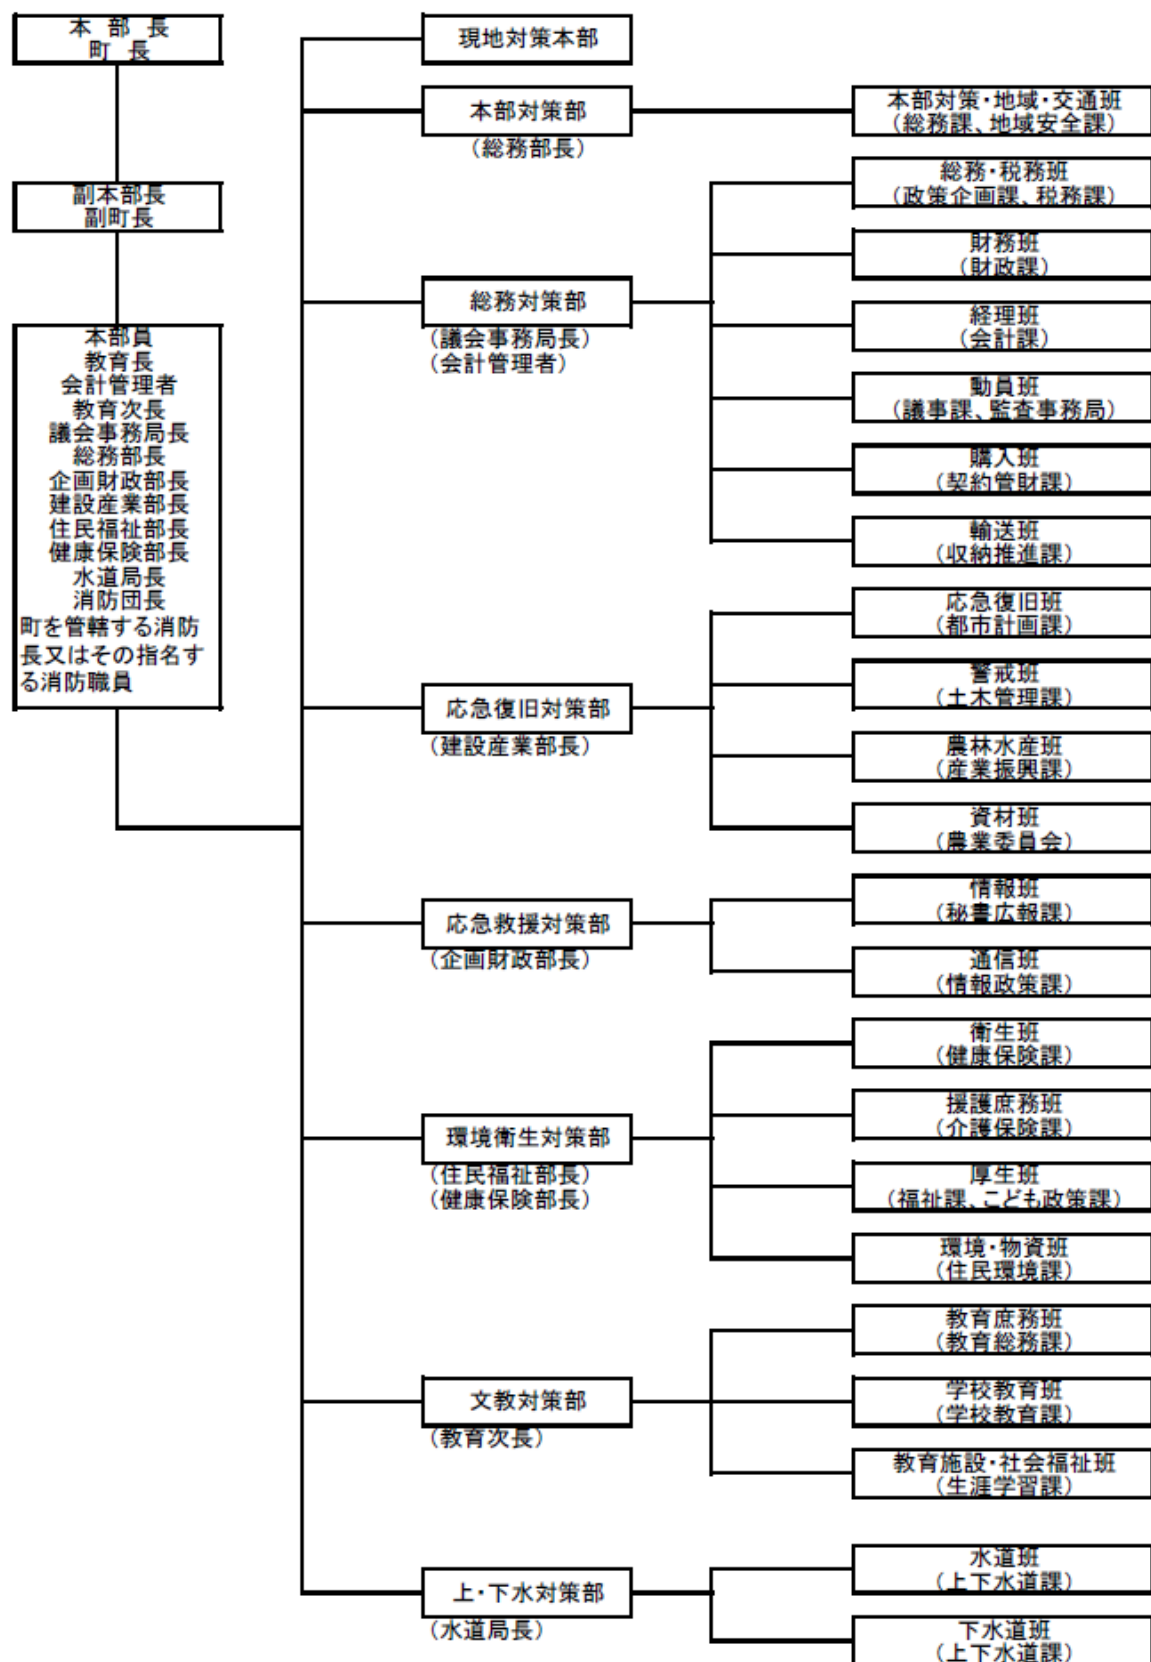 本 部 長
町 長
副本部長
副町長
本部員
教育長
会計管理者
教育次長
議会事務局長
総務部長
企画財政部長
建設産業部長
住民福祉部長
健康保険部長
水道局長
消防団長
町を管轄する消防
長又はその指名す
る消防職員
現地対策本部
本部対策部
(総務部長)
本部対策・地域・交通班
(総務課、地域安全課)
総務対策部
(議会事務局長)
(会計管理者)
総務・税務班
(政策企画課、税務課)
財務班
(財政課)
経理班
(会計課)
動員班
(議事課、監査事務局)
購入班
(契約管財課)
輸送班
(収納推進課)
応急復旧対策部
(建設産業部長)
応急復旧班
(都市計画課)
警戒班
(土木管理課)
農林水産班
(産業振興課)
資材班
(農業委員会)
応急救援対策部
(企画財政部長)
情報班
(秘書広報課)
通信班
(情報政策課)
環境衛生対策部
(住民福祉部長)
(健康保険部長)
衛生班
(健康保険課)
援護庶務班
(介護保険課)
厚生班
(福祉課、こども政策課)
環境・物資班
(住民環境課)
文教対策部
(教育次長)
教育庶務班
(教育総務課)
学校教育班
(学校教育課)
教育施設・社会福祉班
(生涯学習課)
上・下水対策部
(水道局長)
水道班
(上下水道課)
下水道班
(上下水道課)